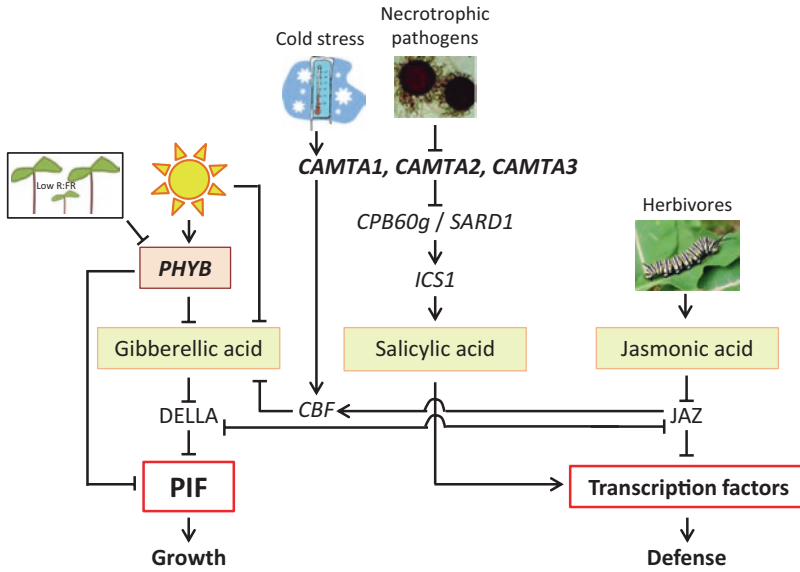 Cold stress
Necrotrophic
pathogens
CAMTA1, CAMTA2, CAMTA3
Low R:FR
CPB60g / SARD1
Herbivores
PHYB
ICS1
Gibberellic acid
Salicylic acid
Jasmonic acid
DELLA
CBF
JAZ
PIF
Transcription factors
Growth
Defense